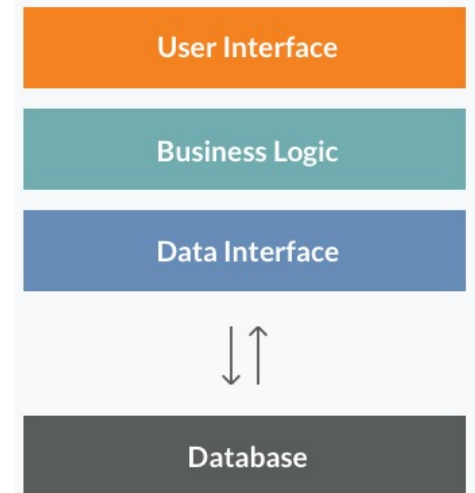 User Interface
Business Logic
Data Interface
Database